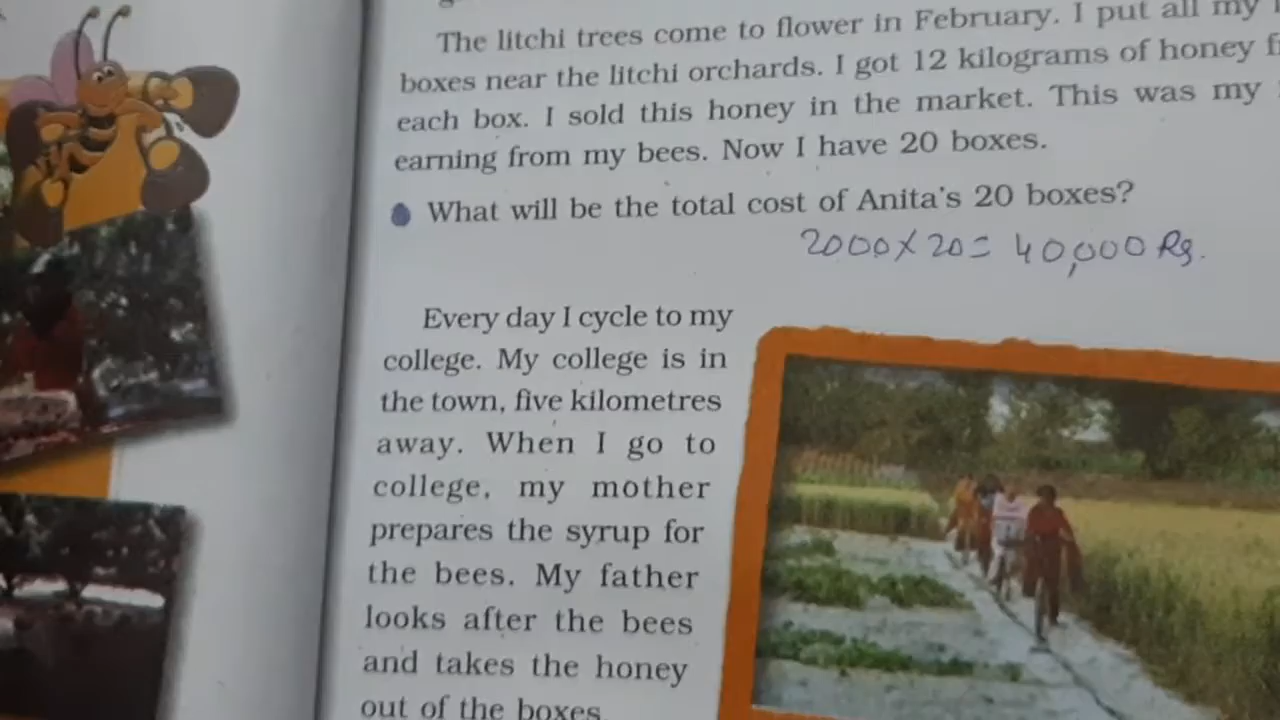 The litchi trees come to flower in February. I put all my
boxes near the litchi orchards. I got 12 kilograms of honey
each box. I sold this honey in the market. This was my
earning from my bees. Now I have 20 boxes.
What will be the total cost of Anita's 20 boxes?
2000 x 20 = 40,000 Rs.
Every day I cycle to my
college. My college is in
the town, five kilometres
away. When I go to
college, my mother
prepares the syrup for
the bees. My father
looks after the bees
and takes the honey
out of the boxes